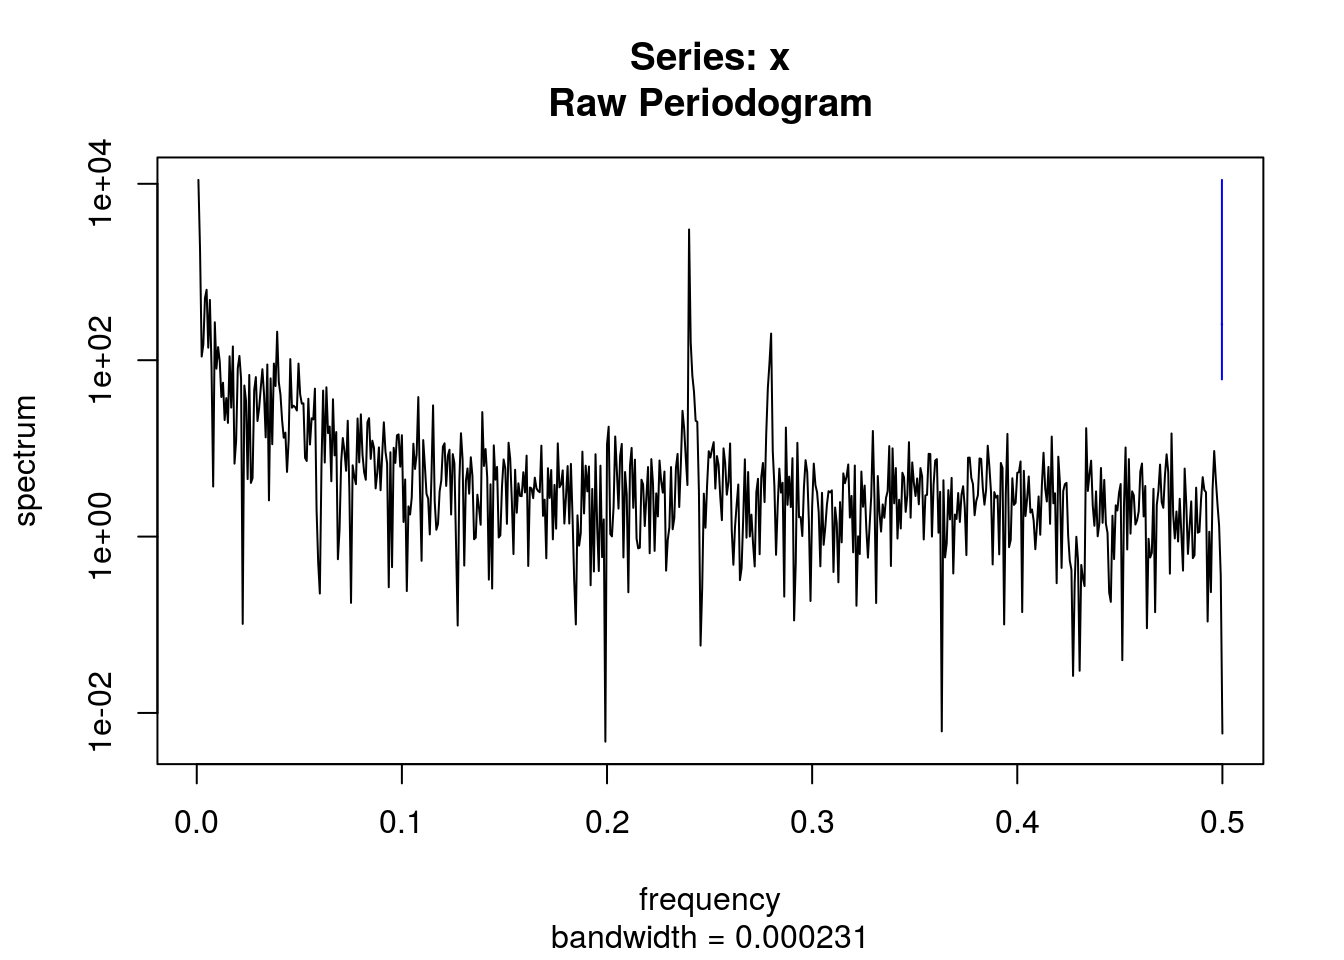 Series: x
Raw Periodogram
spectrum
1e+04
1e+02
1e+00
1e-02
0.0 0.1 0.2 0.3 0.4 0.5
frequency
bandwidth = 0.000231